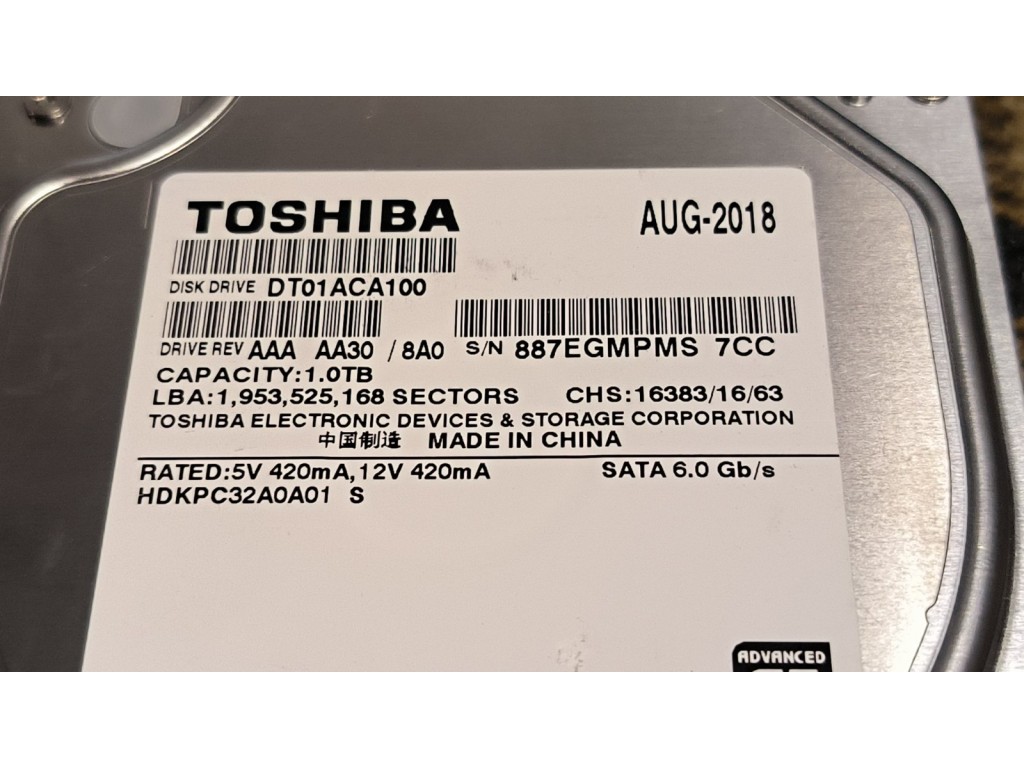 TOSHIBA AUG-2018
DISK DRIVE DT01ACA100
DRIVE REV AAA AA30 / 8A0 S/N 887EGMPMS 7CC
CAPACITY:1.0TB
LBA:1,953,525,168 SECTORS CHS:16383/16/63
TOSHIBA ELECTRONIC DEVICES & STORAGE CORPORATION
中国制造 MADE IN CHINA
RATED:5V 420mA,12V 420mA SATA 6.0 Gb/s
HDKPC32A0A01 S
ADVANCED